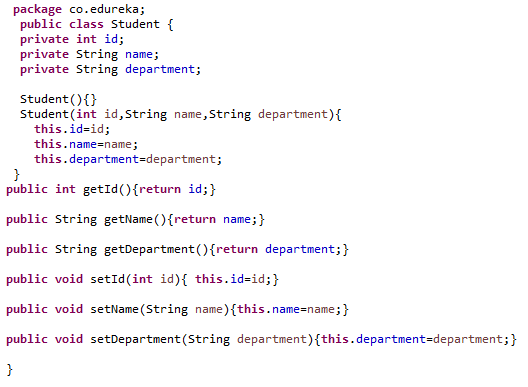 package co.edureka;
public class Student {
private int id;
private String name;
private String department;
Student(){}
Student(int id,String name,String department){
this.id=id;
this.name=name;
this.department=department;
}
public int getId(){return id;}
public String getName(){return name;}
public String getDepartment(){return department;}
public void setId(int id){ this.id=id;}
public void setName(String name){this.name=name;}
public void setDepartment(String department){this.department=department;}
}